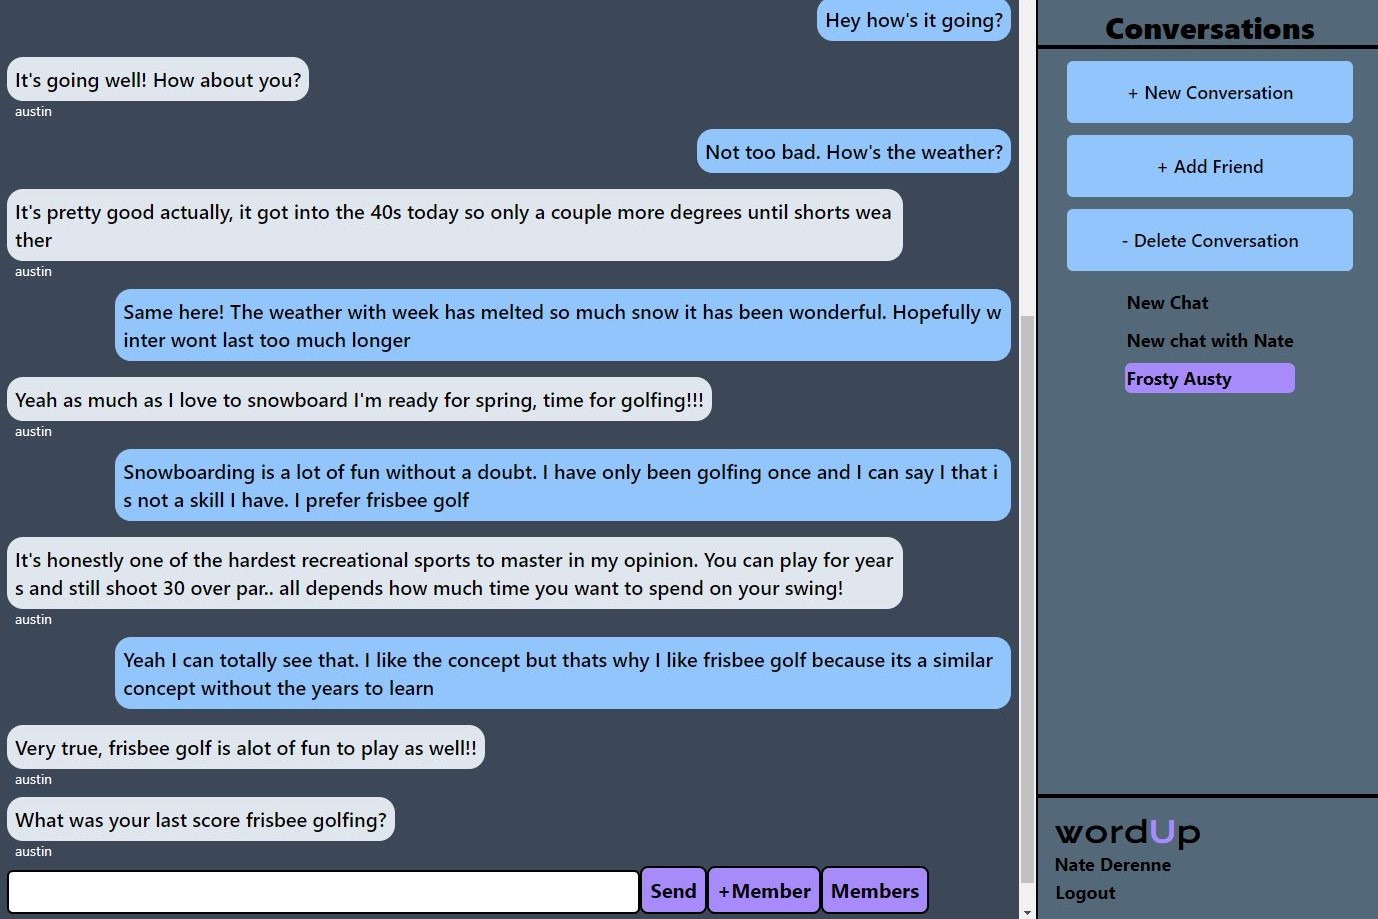 Hey how's it going?
It's going well! How about you?
austin
Not too bad. How's the weather?
It's pretty good actually, it got into the 40s today so only a couple more degrees until shorts wea
ther
austin
Same here! The weather with week has melted so much snow it has been wonderful. Hopefully w
inter wont last too much longer
Yeah as much as I love to snowboard I'm ready for spring, time for golfing!!!
austin
Snowboarding is a lot of fun without a doubt. I have only been golfing once and I can say I that i
s not a skill I have. I prefer frisbee golf
It's honestly one of the hardest recreational sports to master in my opinion. You can play for year
s and still shoot 30 over par.. all depends how much time you want to spend on your swing!
austin
Yeah I can totally see that. I like the concept but thats why I like frisbee golf because its a similar
concept without the years to learn
Very true, frisbee golf is alot of fun to play as well!!
austin
What was your last score frisbee golfing?
austin
Send
+Member
Members
Conversations
+ New Conversation
+ Add Friend
- Delete Conversation
New Chat
New chat with Nate
Frosty Austy
wordUp
Nate Derenne
Logout